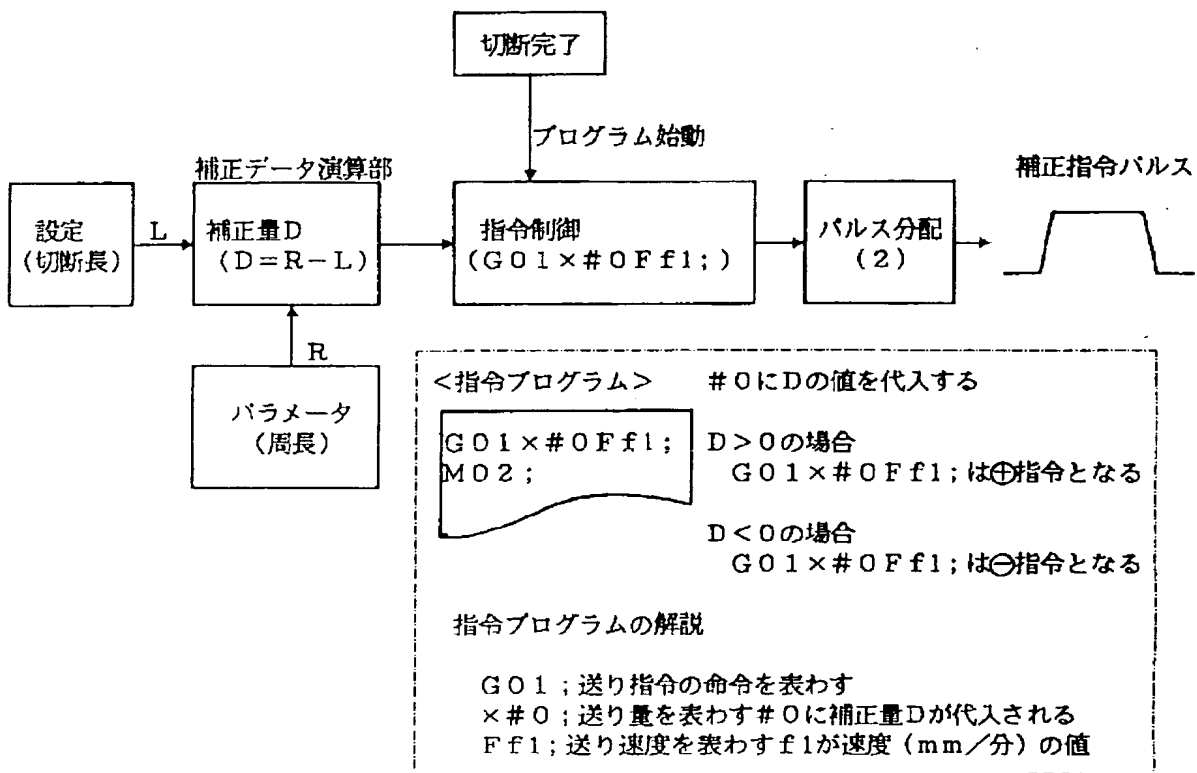 切断完了
プログラム始動
補正データ演算部
補正指令パルス
設定
(切断長)
L
補正量D
(D=R-L)
指令制御
(G01×#0Ff1;)
パルス分配
(2)
R
パラメータ
(周長)
<指令プログラム>
#0にDの値を代入する
G01×#0Ff1;
M02;
D>0の場合
G01×#0Ff1;は⊕指令となる
D<0の場合
G01×#0Ff1;は⊖指令となる
指令プログラムの解説
G01;送り指令の命令を表わす
×#0;送り量を表わす#0に補正量Dが代入される
Ff1;送り速度を表わすf1が速度(mm/分)の値